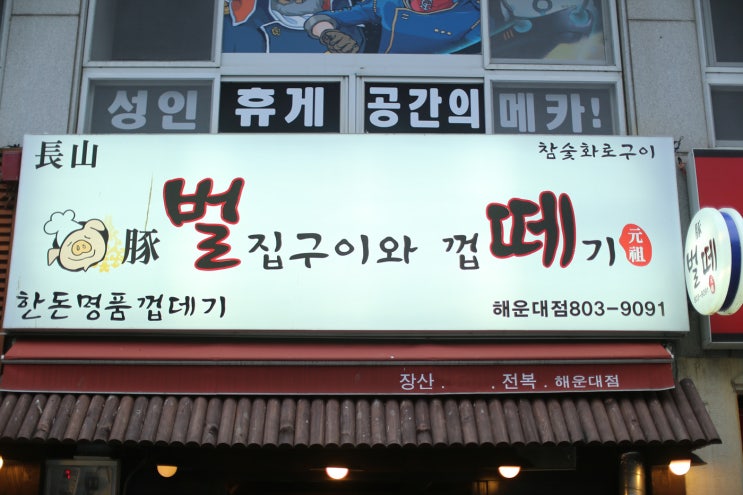 성인 휴게 공간의 메카!
長山
참숯화로구이
豚 벌집구이와 껍떼기 元祖
한돈명품껍데기
해운대점803-9091
豚 벌떼
장산 . . 전복 . 해운대점